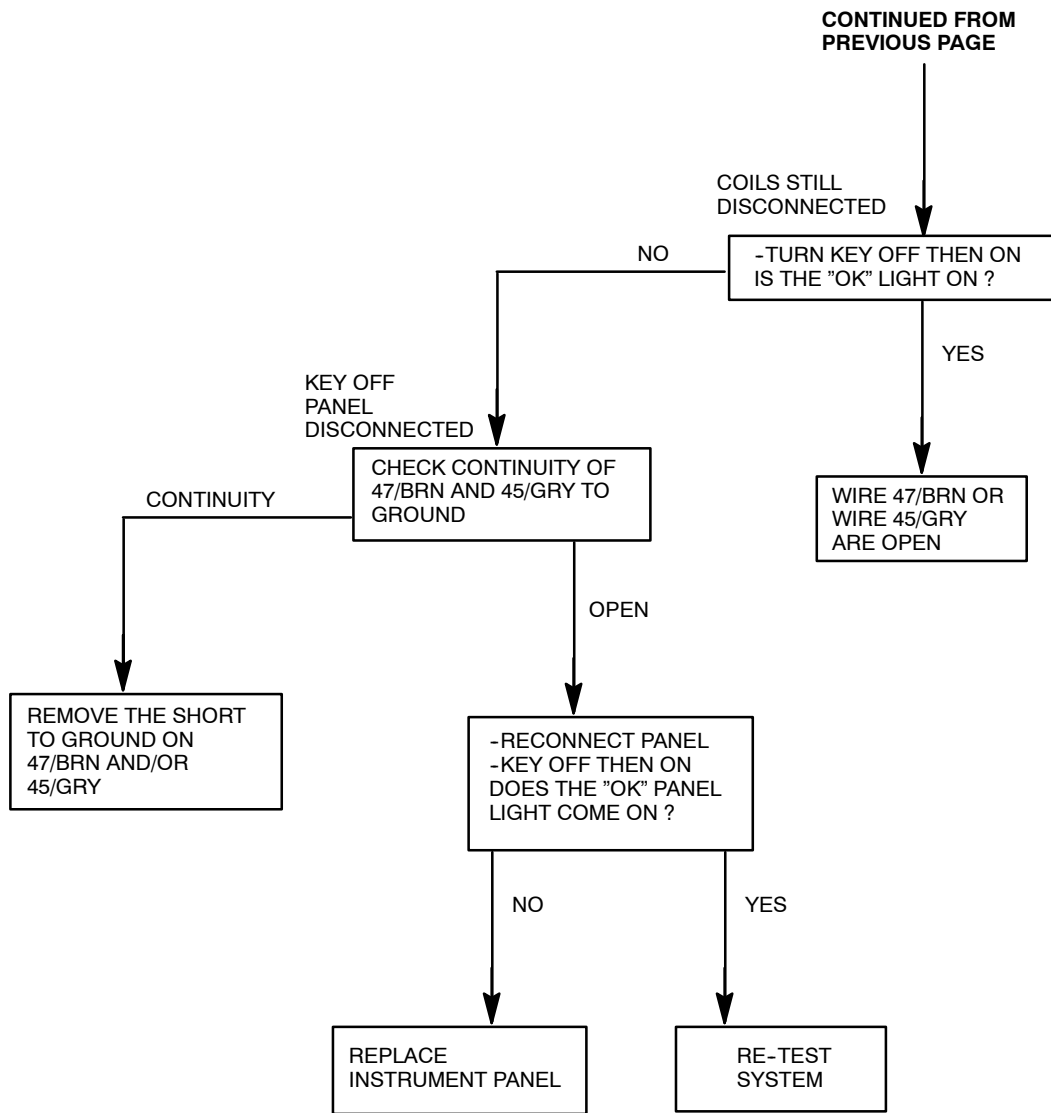 CONTINUED FROM
PREVIOUS PAGE
COILS STILL
DISCONNECTED
NO
-TURN KEY OFF THEN ON
IS THE ”OK” LIGHT ON ?
YES
KEY OFF
PANEL
DISCONNECTED
CONTINUITY
CHECK CONTINUITY OF
47/BRN AND 45/GRY TO
GROUND
WIRE 47/BRN OR
WIRE 45/GRY
ARE OPEN
OPEN
REMOVE THE SHORT
TO GROUND ON
47/BRN AND/OR
45/GRY
-RECONNECT PANEL
-KEY OFF THEN ON
DOES THE ”OK” PANEL
LIGHT COME ON ?
NO
YES
REPLACE
INSTRUMENT PANEL
RE-TEST
SYSTEM